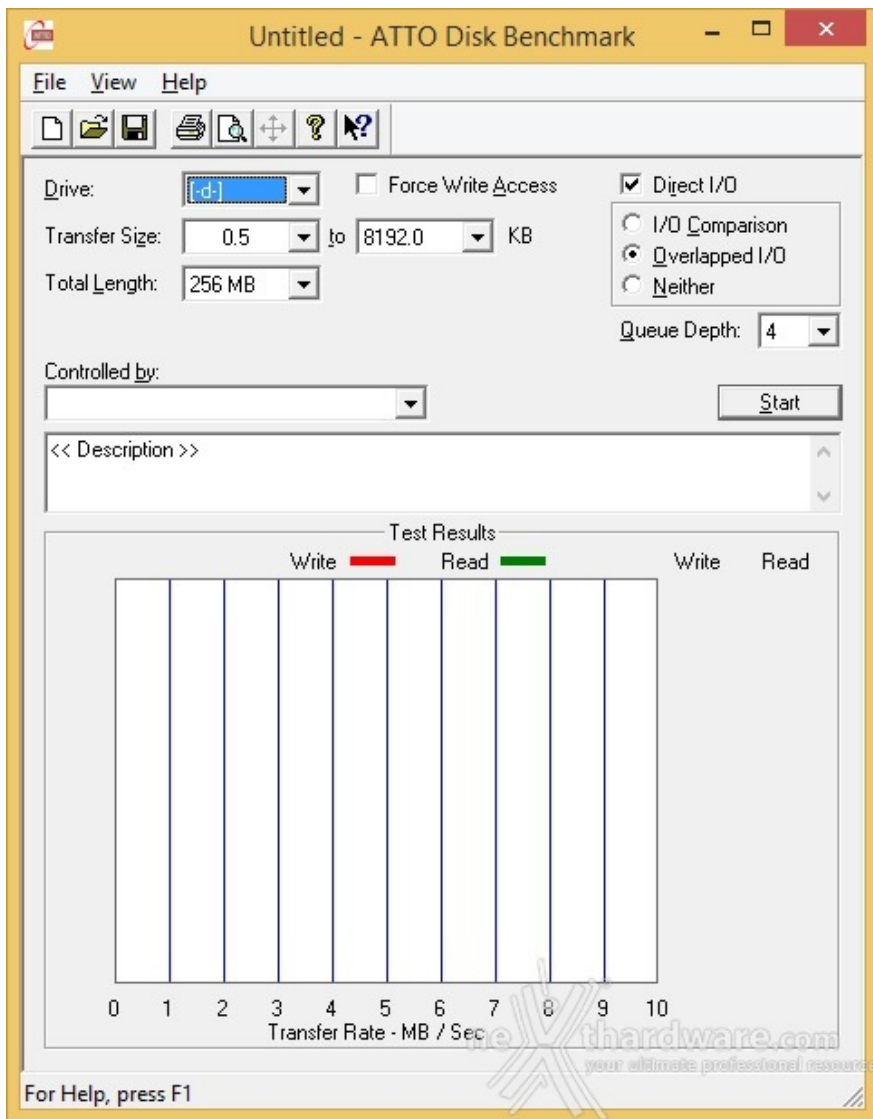 Untitled - ATTO Disk Benchmark
File View Help
Drive: [-d-] Force Write Access Direct I/O
Transfer Size: 0.5 to 8192.0 KB I/O Comparison
Overlapped I/O
Total Length: 256 MB Neither
Queue Depth: 4
Controlled by:
Start
<< Description >>
Test Results
Write Read Write Read
0 1 2 3 4 5 6 7 8 9 10
Transfer Rate - MB / Sec
nexthardware.com
your ultimate professional resource
For Help, press F1